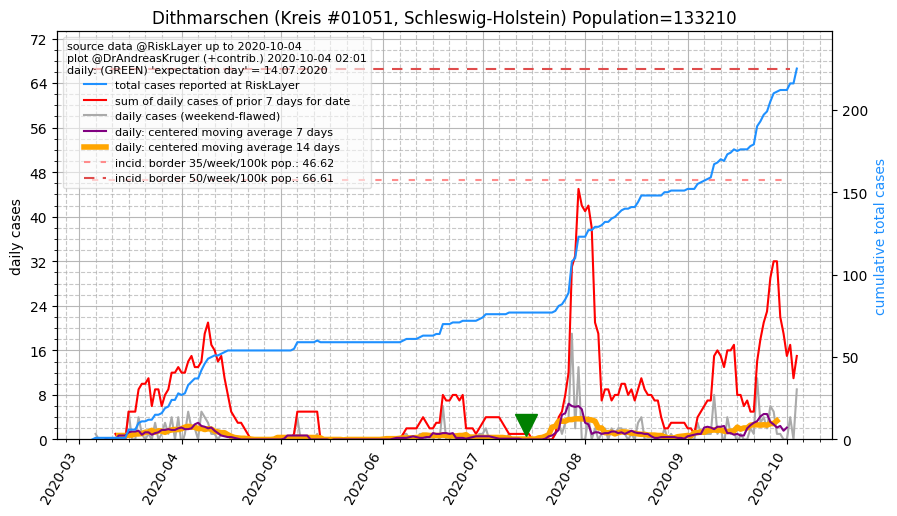 Dithmarschen (Kreis #01051, Schleswig-Holstein) Population=133210
source data @RiskLayer up to 2020-10-04
plot @DrAndreasKruger (+contrib.) 2020-10-04 02:01
daily: (GREEN) 'expectation day' = 14.07.2020
total cases reported at RiskLayer
sum of daily cases of prior 7 days for date
daily cases (weekend-flawed)
daily: centered moving average 7 days
daily: centered moving average 14 days
incid. border 35/week/100k pop.: 46.62
incid. border 50/week/100k pop.: 66.61
daily cases
72
64
56
48
40
32
24
16
8
0
cumulative total cases
200
150
100
50
0
2020-03
2020-04
2020-05
2020-06
2020-07
2020-08
2020-09
2020-10